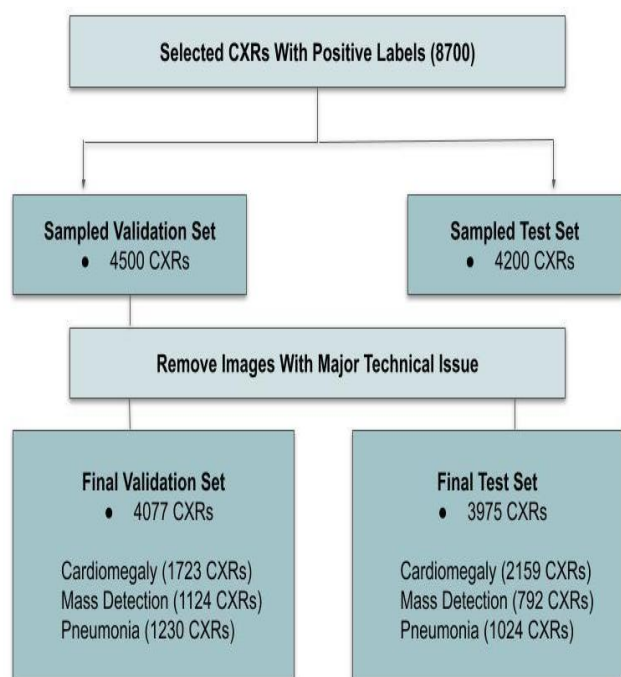 Selected CXRs With Positive Labels (8700)
Sampled Validation Set
• 4500 CXRs
Sampled Test Set
• 4200 CXRs
Remove Images With Major Technical Issue
Final Validation Set
• 4077 CXRs
Cardiomegaly (1723 CXRs)
Mass Detection (1124 CXRs)
Pneumonia (1230 CXRs)
Final Test Set
• 3975 CXRs
Cardiomegaly (2159 CXRs)
Mass Detection (792 CXRs)
Pneumonia (1024 CXRs)